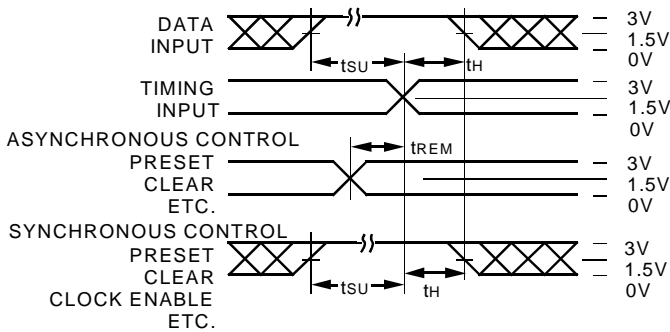 DATA
INPUT
tSU
tH
3V
1.5V
0V
TIMING
INPUT
3V
1.5V
0V
ASYNCHRONOUS CONTROL
PRESET
CLEAR
ETC.
tREM
3V
1.5V
0V
SYNCHRONOUS CONTROL
PRESET
CLEAR
CLOCK ENABLE
ETC.
tSU
tH
3V
1.5V
0V